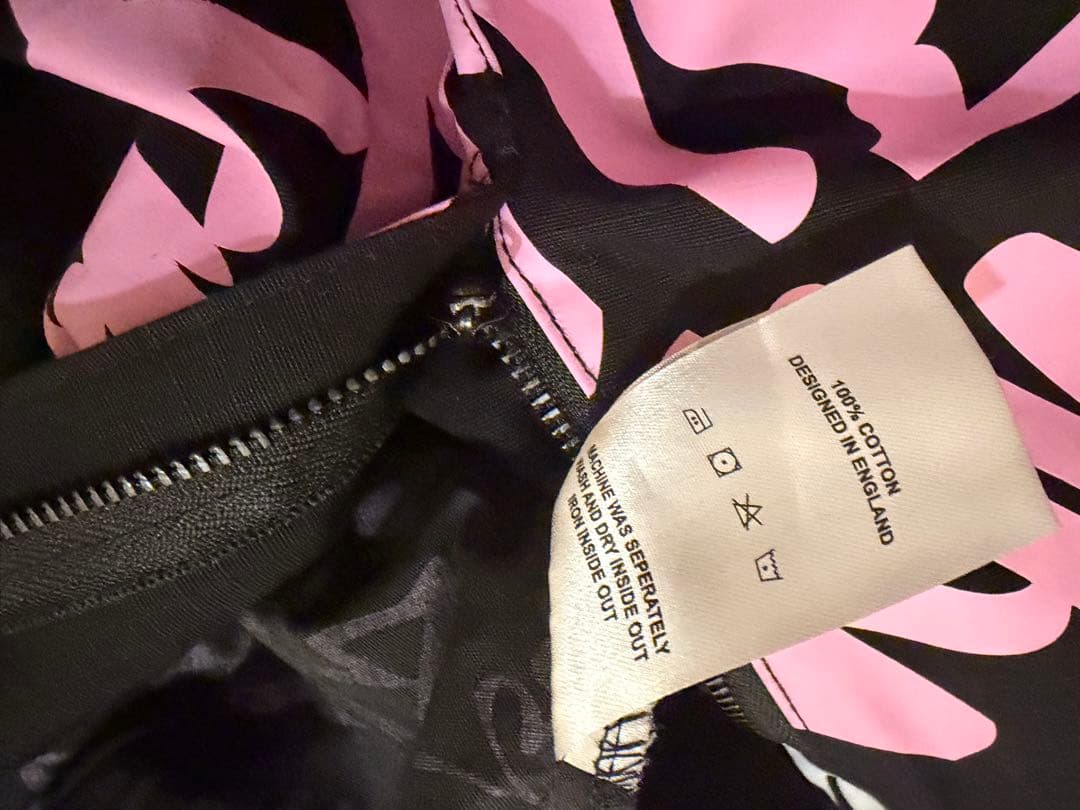 100% COTTON
DESIGNED IN ENGLAND
MACHINE WAS SEPERATELY
WASH AND DRY INSIDE OUT
IRON INSIDE OUT